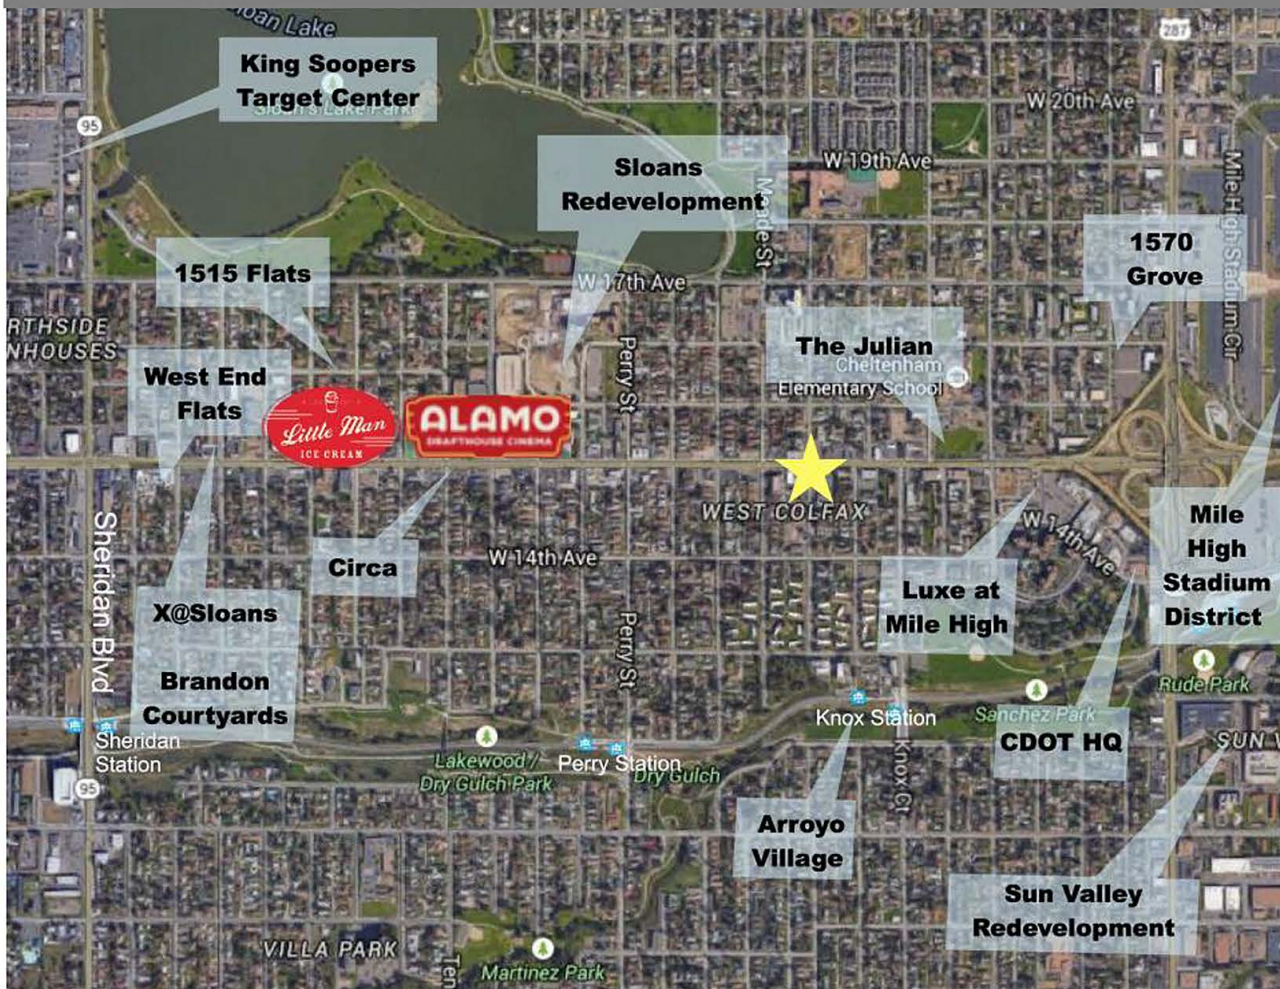 loan Lake
287
King Soopers
Target Center
Sloan's Lake Park
W 20th Ave
95
W 19th Ave
Sloans
Redevelopment
Meade St
Mile High Stadium Cir
1570
Grove
1515 Flats
W 17th Ave
RTHSIDE
NHOUSES
Perry St
The Julian
Cheltenham
Elementary School
West End
Flats
Little Man
ICE CREAM
ALAMO
DRAFTHOUSE CINEMA
WEST COLFAX
W 14th Ave
Mile
High
Stadium
District
Sheridan Blvd
W 14th Ave
Circa
Luxe at
Mile High
X@Sloans
Perry St
Brandon
Courtyards
Rude Park
Knox Station
Sanchez Park
CDOT HQ
SUN V
Sheridan
Station
Lakewood /
Dry Gulch Park
Perry Station
Dry Gulch
Knox Ct
95
Arroyo
Village
Sun Valley
Redevelopment
VILLA PARK
Ten
Martinez Park